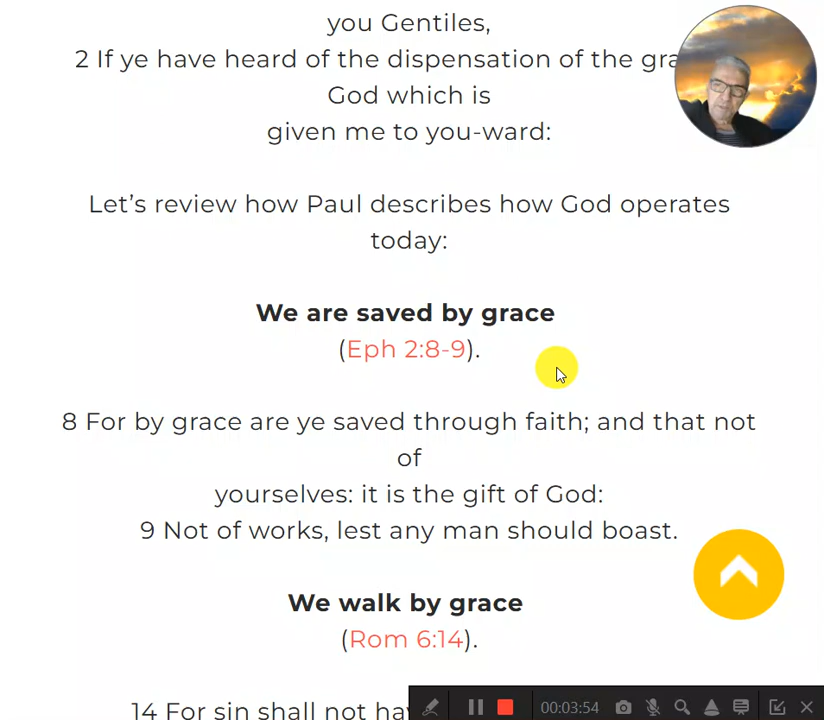 you Gentiles,
2 If ye have heard of the dispensation of the
God which is
given me to you-ward:
Let's review how Paul describes how God operates
today:
We are saved by grace
(Eph 2:8-9).
8 For by grace are ye saved through faith; and that not
of
yourselves: it is the gift of God:
9 Not of works, lest any man should boast.
We walk by grace
(Rom 6:14).
14 For sin shall not
00:03:54